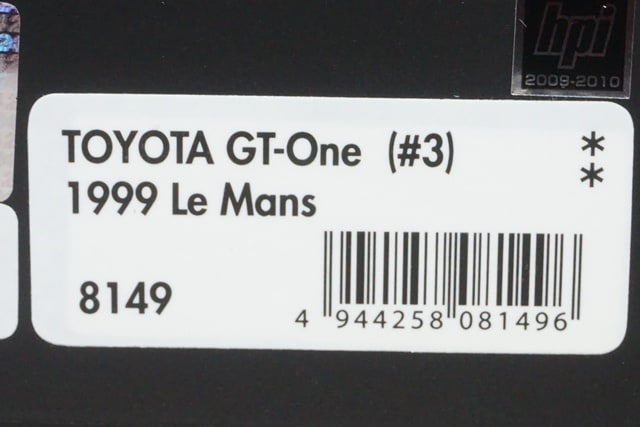 hpi
2009-2010
TOYOTA GT-One (#3)
**
1999 Le Mans
8149
4 944258 081496